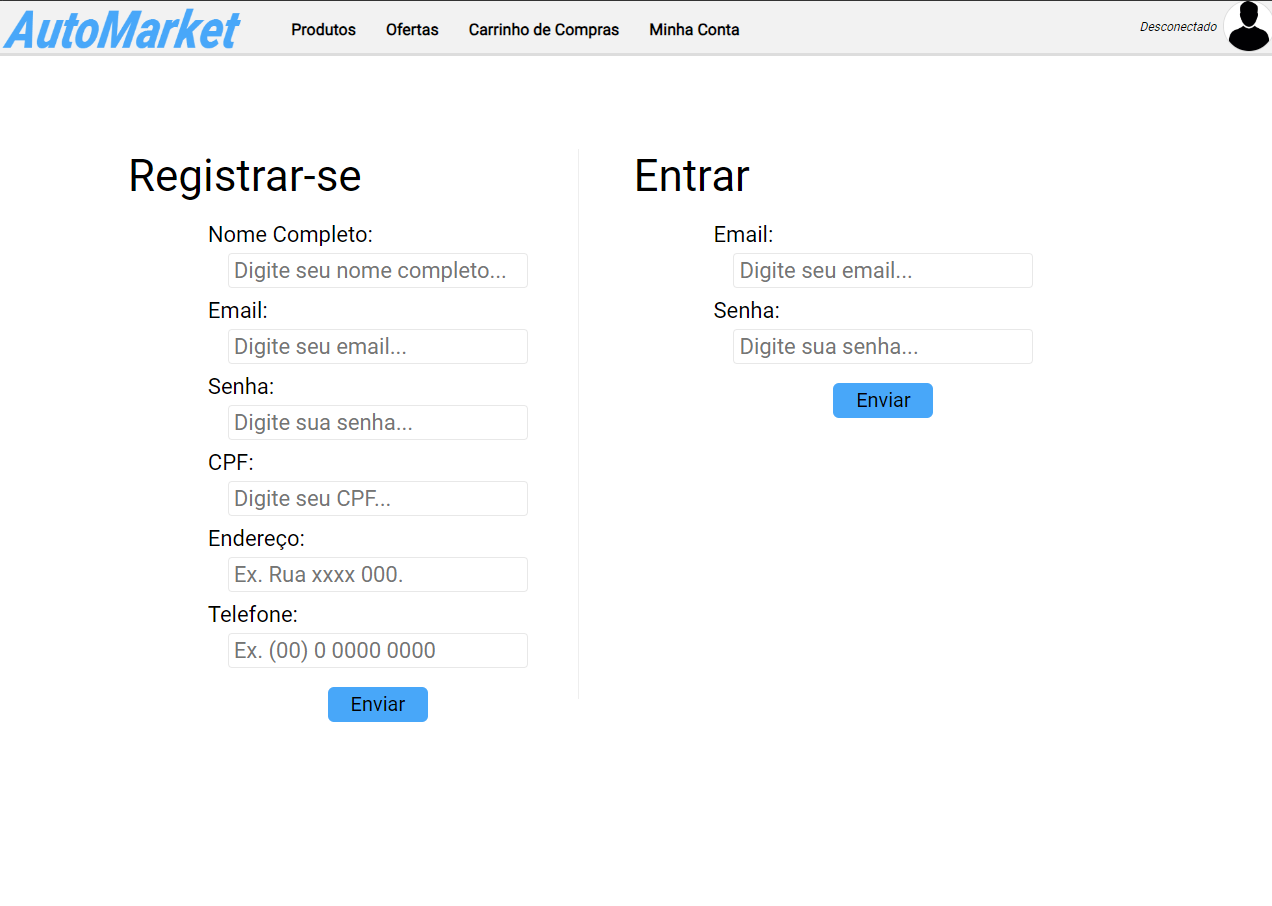 AutoMarket
Produtos
Ofertas
Carrinho de Compras
Minha Conta
Desconectado
Registrar-se
Nome Completo:
Digite seu nome completo...
Email:
Digite seu email...
Senha:
Digite sua senha...
CPF:
Digite seu CPF...
Endereço:
Ex. Rua xxxx 000.
Telefone:
Ex. (00) 0 0000 0000
Enviar
Entrar
Email:
Digite seu email...
Senha:
Digite sua senha...
Enviar